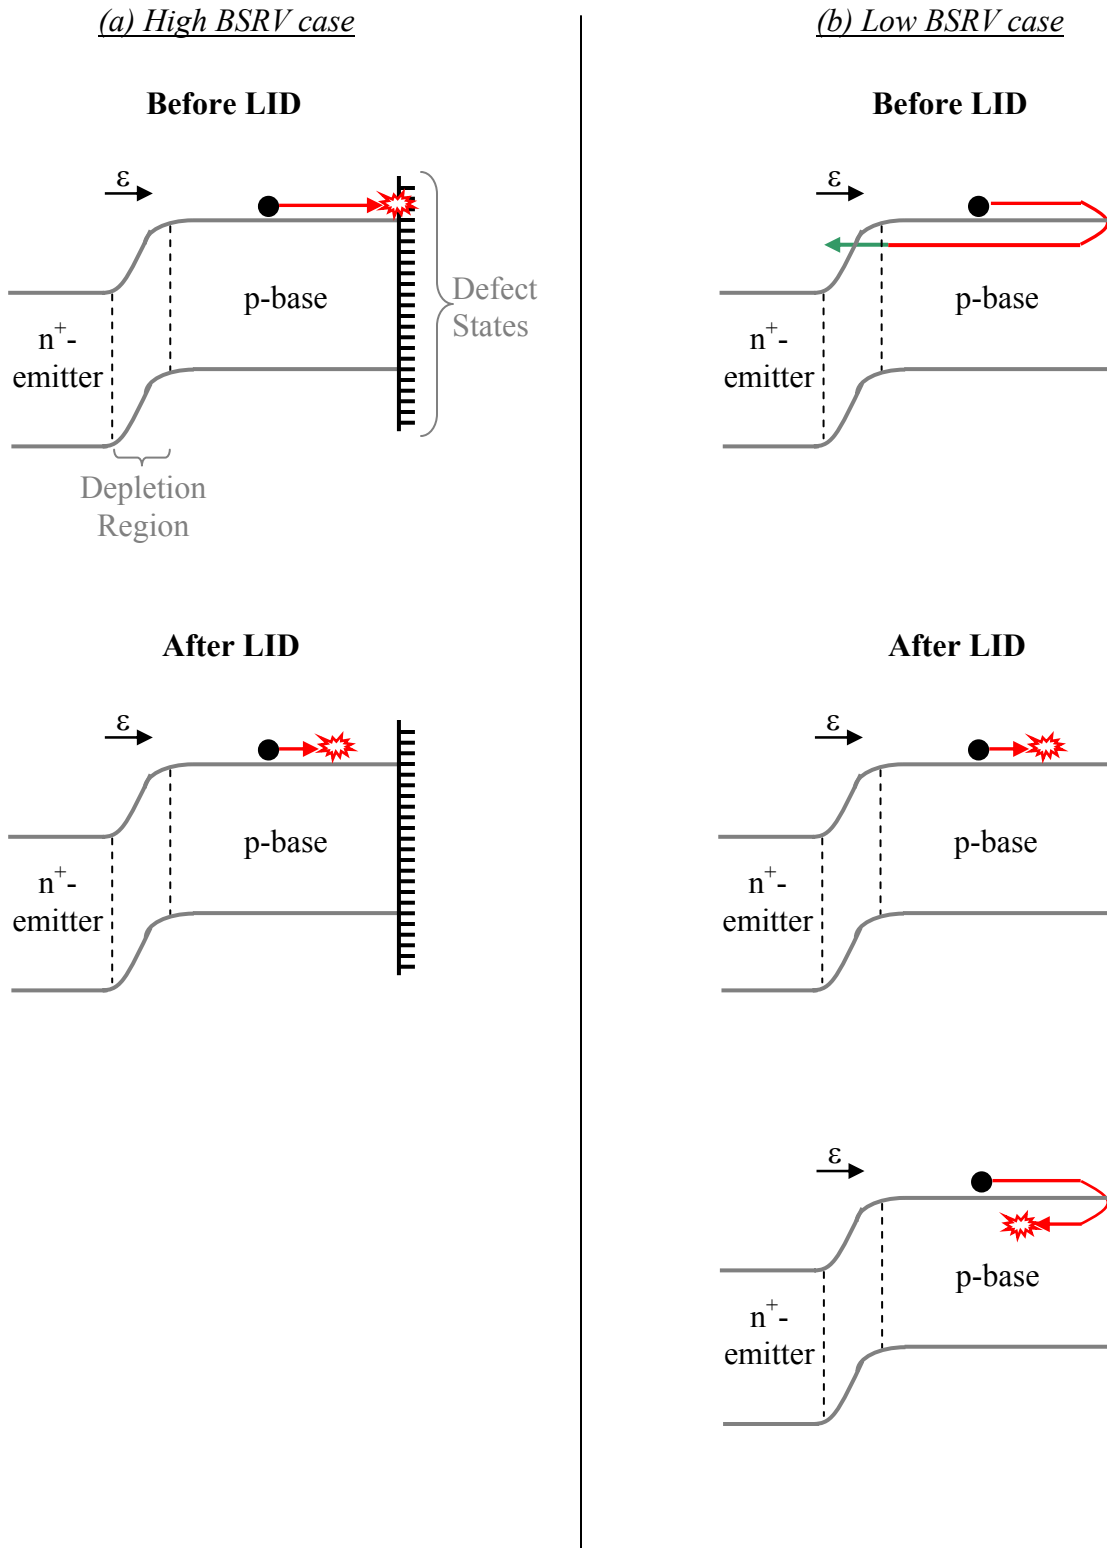 (a) High BSRV case
Before LID
ε
p-base
n+-
emitter
Defect
States
Depletion
Region
After LID
ε
p-base
n+-
emitter
(b) Low BSRV case
Before LID
ε
p-base
n+-
emitter
After LID
ε
p-base
n+-
emitter
ε
p-base
n+-
emitter